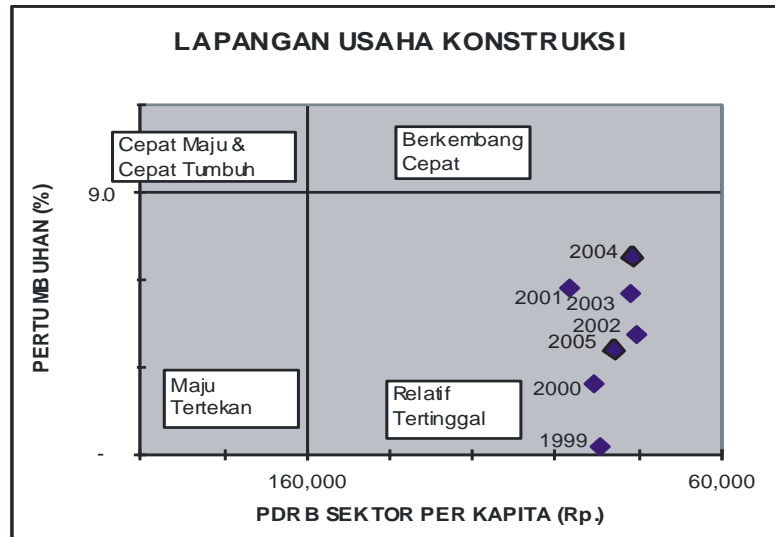 LAPANGAN USAHA KONSTRUKSI
Cepat Maju &
Cepat Tumbuh
Berkembang
Cepat
9.0
PERTUMBUHAN (%)
2004
2001
2003
2002
2005
2000
1999
Maju
Tertekan
Relatif
Tertinggal
-
160,000
60,000
PDRB SEKTOR PER KAPITA (Rp.)